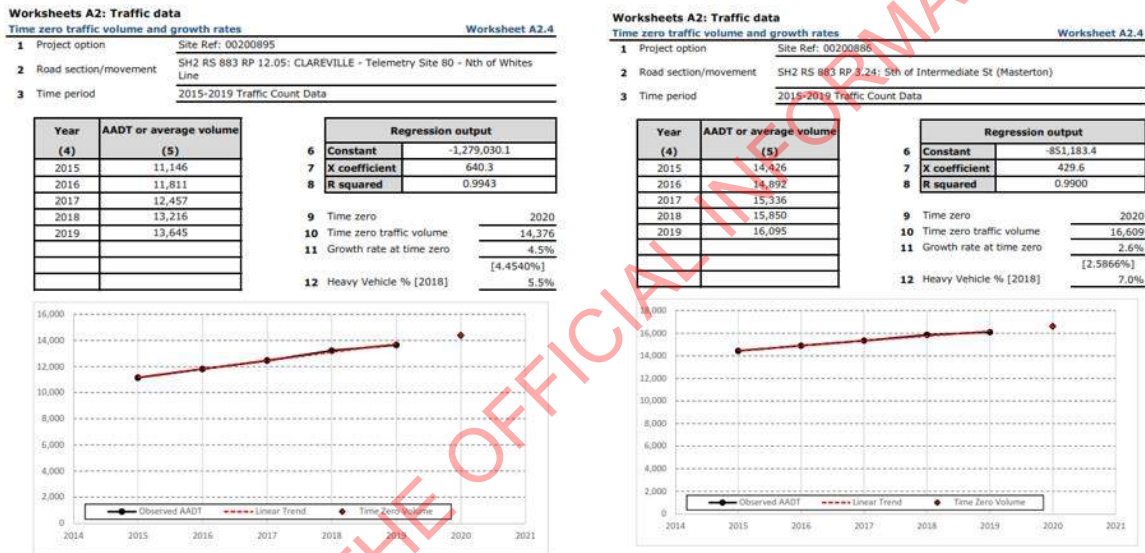 Worksheets A2: Traffic data
Time zero traffic volume and growth rates Worksheet A2.4
1 Project option Site Ref: 00200895
2 Road section/movement SH2 RS 883 RP 12.05: CLAREVILLE - Telemetry Site 80 - Nth of Whites
Line
3 Time period 2015-2019 Traffic Count Data
Year AADT or average volume
(4) (5)
2015 11,146
2016 11,811
2017 12,457
2018 13,216
2019 13,645
Regression output
6 Constant -1,279,030.1
7 X coefficient 640.3
8 R squared 0.9943
9 Time zero 2020
10 Time zero traffic volume 14,376
11 Growth rate at time zero 4.5%
[4.4540%]
12 Heavy Vehicle % [2018] 5.5%
16,000
14,000
12,000
10,000
8,000
6,000
4,000
2,000
0
2014 2015 2016 2017 2018 2019 2020 2021
Observed AADT Linear Trend Time Zero Volume
Worksheets A2: Traffic data
Time zero traffic volume and growth rates Worksheet A2.4
1 Project option Site Ref: 00200886
2 Road section/movement SH2 RS 883 RP 3.24: Sth of Intermediate St (Masterton)
3 Time period 2015-2019 Traffic Count Data
Year AADT or average volume
(4) (5)
2015 14,426
2016 14,892
2017 15,336
2018 15,850
2019 16,095
Regression output
6 Constant -851,183.4
7 X coefficient 429.6
8 R squared 0.9900
9 Time zero 2020
10 Time zero traffic volume 16,609
11 Growth rate at time zero 2.6%
[2.5866%]
12 Heavy Vehicle % [2018] 7.0%
18,000
16,000
14,000
12,000
10,000
8,000
6,000
4,000
2,000
0
2014 2015 2016 2017 2018 2019 2020 2021
Observed AADT Linear Trend Time Zero Volume
THE OFFICIAL INFORMA